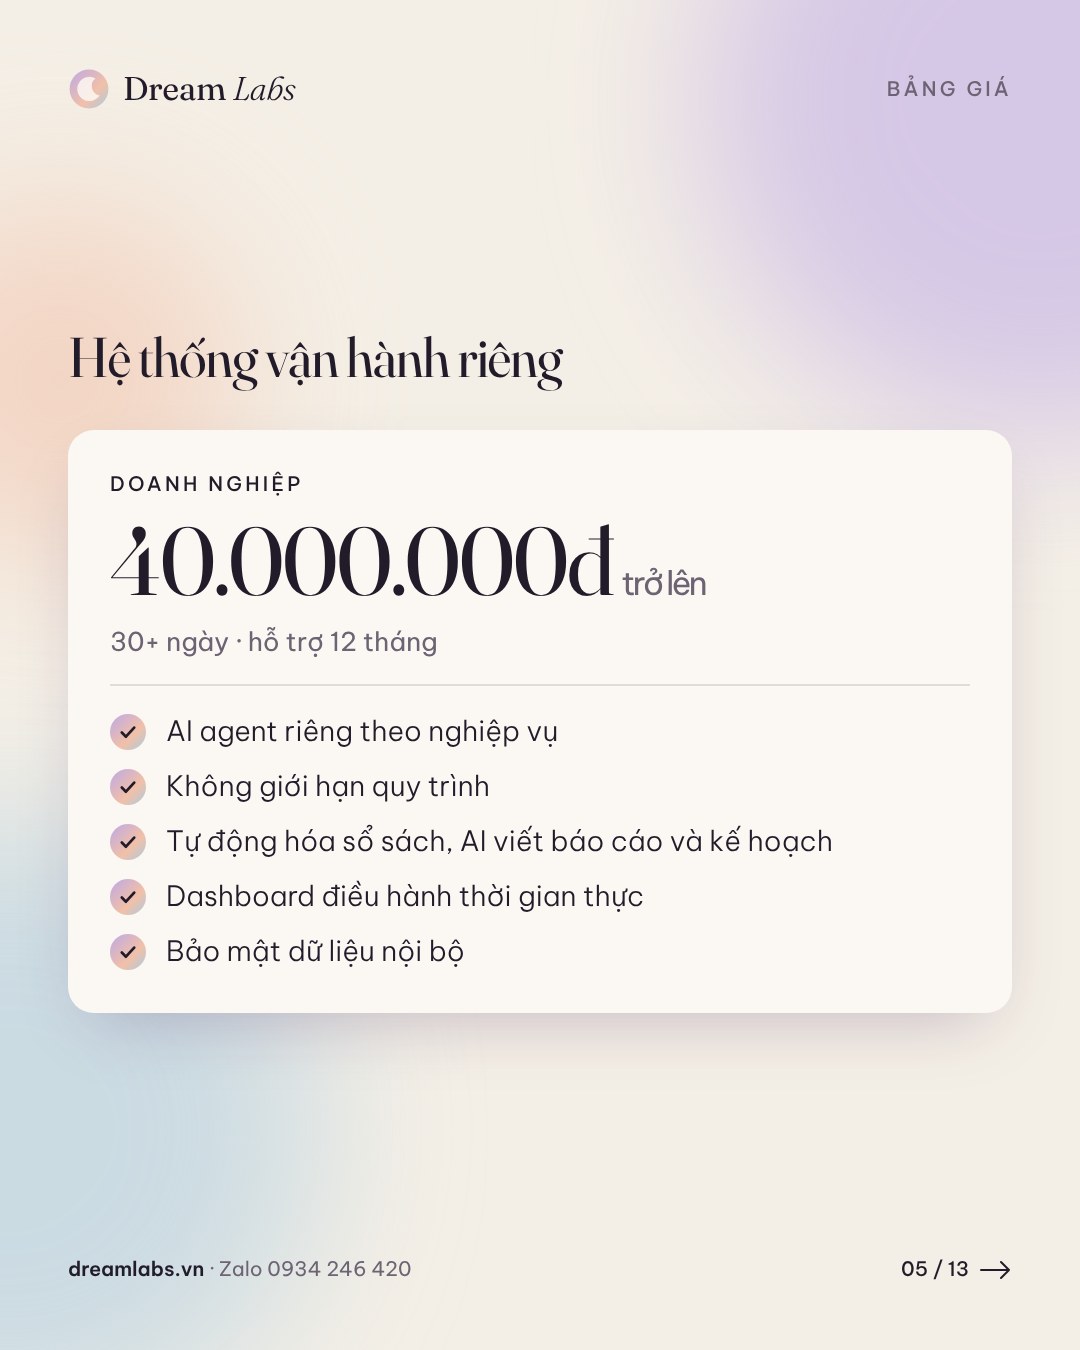 Dream Labs
BẢNG GIÁ
Hệ thống vận hành riêng
DOANH NGHIỆP
40.000.000đ trở lên
30+ ngày · hỗ trợ 12 tháng
AI agent riêng theo nghiệp vụ
Không giới hạn quy trình
Tự động hóa sổ sách, AI viết báo cáo và kế hoạch
Dashboard điều hành thời gian thực
Bảo mật dữ liệu nội bộ
dreamlabs.vn · Zalo 0934 246 420
05 / 13 →